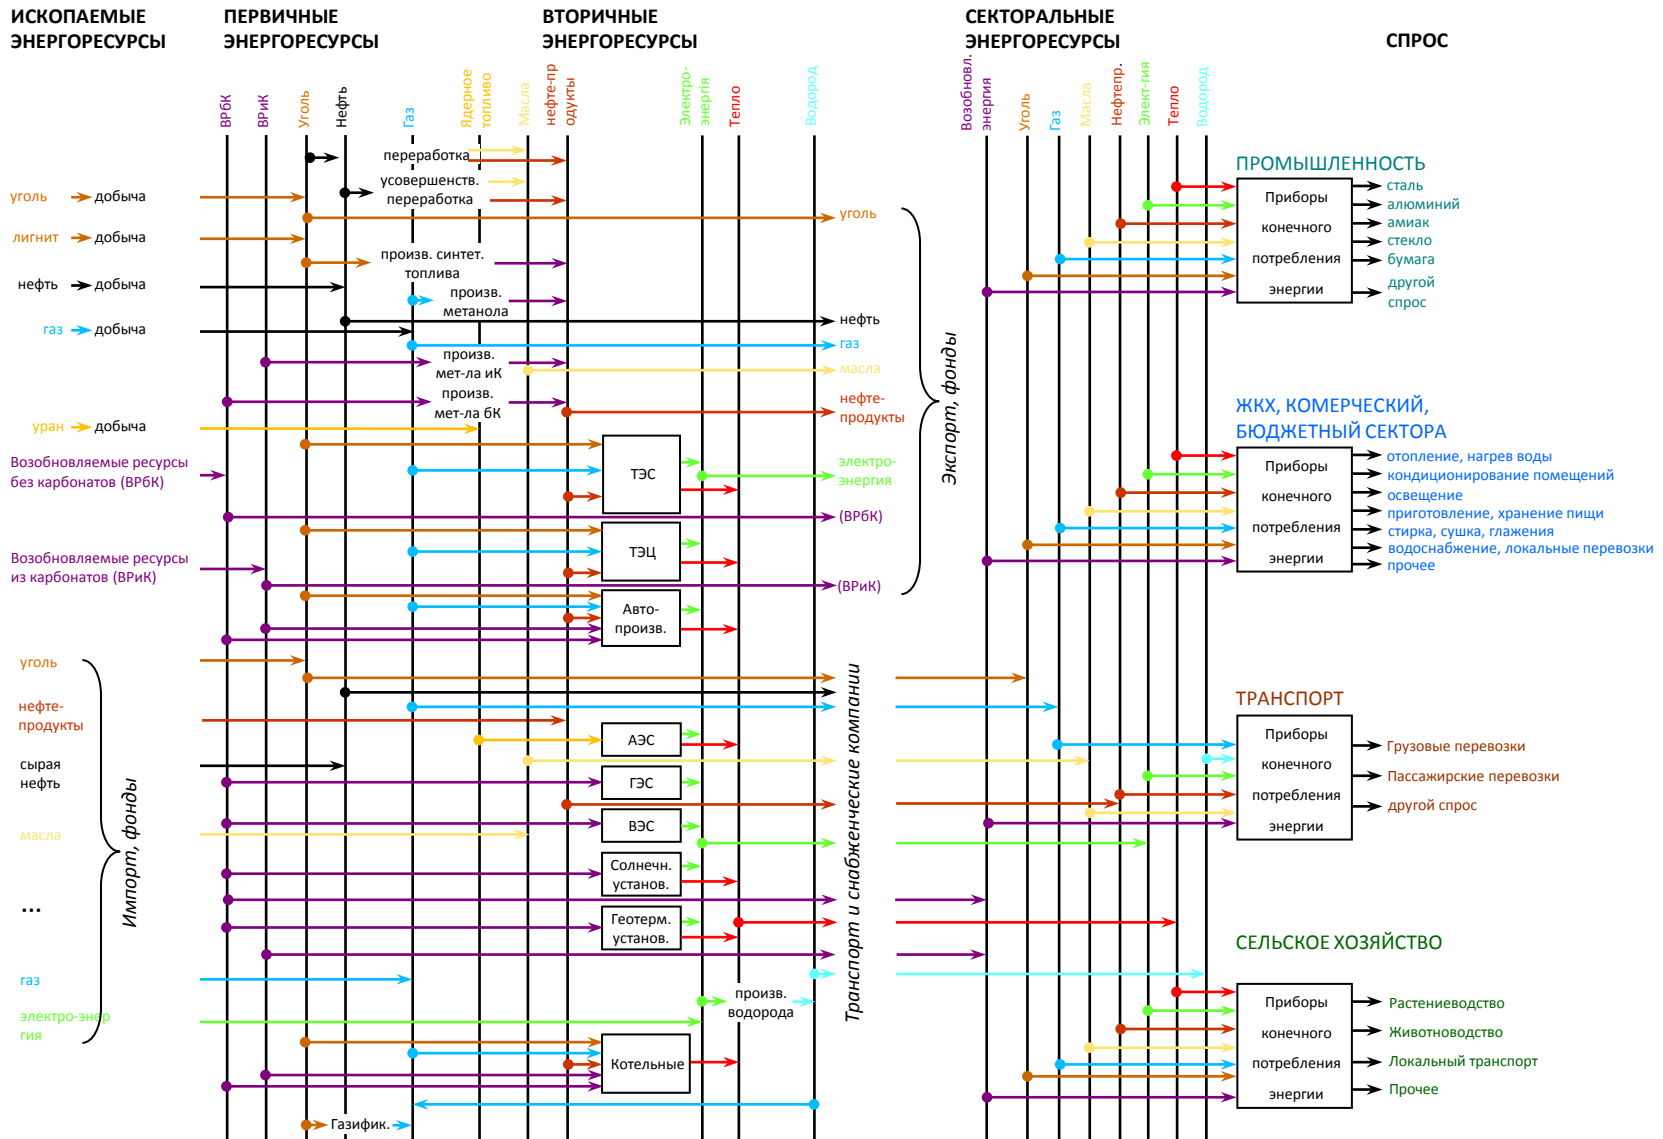 ИСКОПАЕМЫЕ
ЭНЕРГОРЕСУРСЫ
ПЕРВИЧНЫЕ
ЭНЕРГОРЕСУРСЫ
ВТОРИЧНЫЕ
ЭНЕРГОРЕСУРСЫ
СЕКТОРАЛЬНЫЕ
ЭНЕРГОРЕСУРСЫ
СПРОС
ВРбК
ВРиК
Уголь
Нефть
Газ
Ядерное
топливо
Масла
нефте-пр
одукты
Электро-
энергія
Тепло
Водород
Возобновл.
энергия
Уголь
Газ
Масла
Нефтепр.
Элект-гия
Тепло
Водород
уголь
добыча
лигнит
добыча
нефть
добыча
газ
добыча
уран
добыча
Возобновляемые ресурсы
без карбонатов (ВРбК)
Возобновляемые ресурсы
из карбонатов (ВРиК)
уголь
нефте-
продукты
сырая
нефть
масла
...
газ
электро-энер
гия
Импорт, фонды
переработка
усовершенств.
переработка
произв. синтет.
топлива
произв.
метанола
произв.
мет-ла иК
произв.
мет-ла бК
ТЭС
ТЭЦ
Авто-
произв.
АЭС
ГЭС
ВЭС
Солнечн.
установ.
Геотерм.
установ.
произв.
водорода
Котельные
Газифик.
уголь
нефть
газ
масла
нефте-
продукты
электро-
энергия
(ВРбК)
(ВРиК)
Экспорт, фонды
Транспорт и снабженческие компании
ПРОМЫШЛЕННОСТЬ
Приборы
конечного
потребления
энергии
сталь
алюминий
амиак
стекло
бумага
другой
спрос
ЖКХ, КОМЕРЧЕСКИЙ,
БЮДЖЕТНЫЙ СЕКТОРА
Приборы
конечного
потребления
энергии
отопление, нагрев воды
кондиционирование помещений
освещение
приготовление, хранение пищи
стирка, сушка, глажения
водоснабжение, локальные перевозки
прочее
ТРАНСПОРТ
Приборы
конечного
потребления
энергии
Грузовые перевозки
Пассажирские перевозки
другой спрос
СЕЛЬСКОЕ ХОЗЯЙСТВО
Приборы
конечного
потребления
энергии
Растениеводство
Животноводство
Локальный транспорт
Прочее